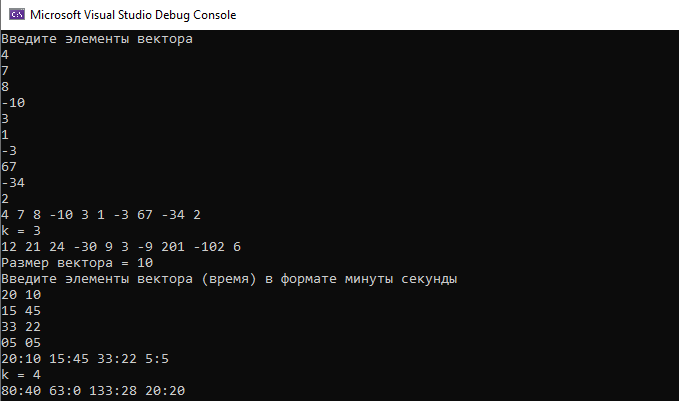 Microsoft Visual Studio Debug Console
Введите элементы вектора
4
7
8
-10
3
1
-3
67
-34
2
4 7 8 -10 3 1 -3 67 -34 2
k = 3
12 21 24 -30 9 3 -9 201 -102 6
Размер вектора = 10
Введите элементы вектора (время) в формате минуты секунды
20 10
15 45
33 22
05 05
20:10 15:45 33:22 5:5
k = 4
80:40 63:0 133:28 20:20